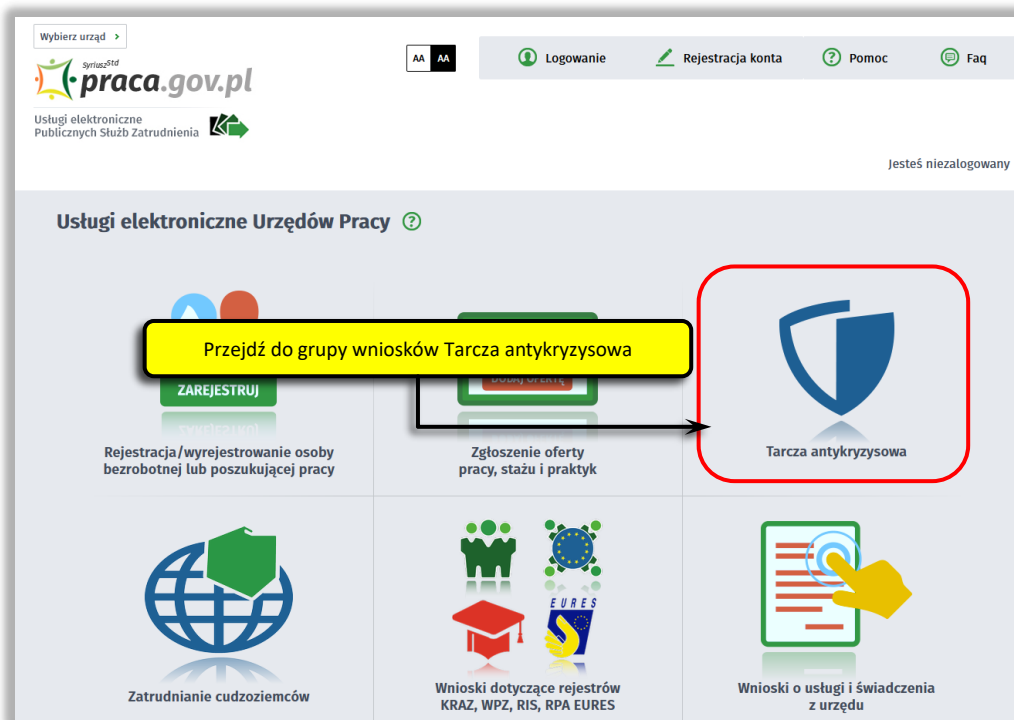 Wybierz urząd >
AA AA
Logowanie
Rejestracja konta
Pomoc
Faq
SyriuszStd
praca.gov.pl
Usługi elektroniczne
Publicznych Służb Zatrudnienia
Jesteś niezalogowany
Usługi elektroniczne Urzędów Pracy ?
Przejdź do grupy wniosków Tarcza antykryzysowa
ZAREJESTRUJ
DODAJ OFERTĘ
Rejestracja/wyrejestrowanie osoby
bezrobotnej lub poszukującej pracy
Zgłoszenie oferty
pracy, stażu i praktyk
Tarcza antykryzysowa
EURES
Zatrudnianie cudzoziemców
Wnioski dotyczące rejestrów
KRAZ, WPZ, RIS, RPA EURES
Wnioski o usługi i świadczenia
z urzędu